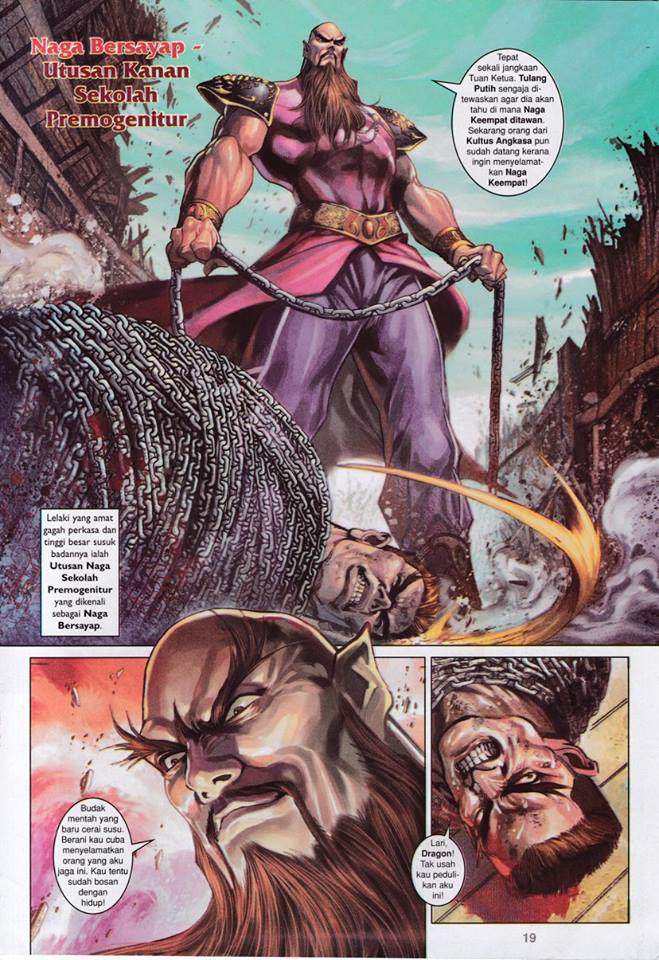 Naga Bersayap -
Utusan Kanan
Sekolah
Premogenitur
Tepat
sekali jangkaan
Tuan Ketua. Tulang
Putih sengaja di-
tewaskan agar dia akan
tahu di mana Naga
Keempat ditawan.
Sekarang orang dari
Kultus Angkasa pun
sudah datang kerana
ingin menyelamat-
kan Naga
Keempat!
Lelaki yang amat
gagah perkasa dan
tinggi besar susuk
badannya ialah
Utusan Naga
Sekolah
Premogenitur
yang dikenali
sebagai Naga
Bersayap.
Budak
mentah yang
baru cerai susu.
Berani kau cuba
menyelamatkan
orang yang aku
jaga ini. Kau tentu
sudah bosan
dengan
hidup!
Lari,
Dragon!
Tak usah
kau peduli-
kan aku
ini!
19